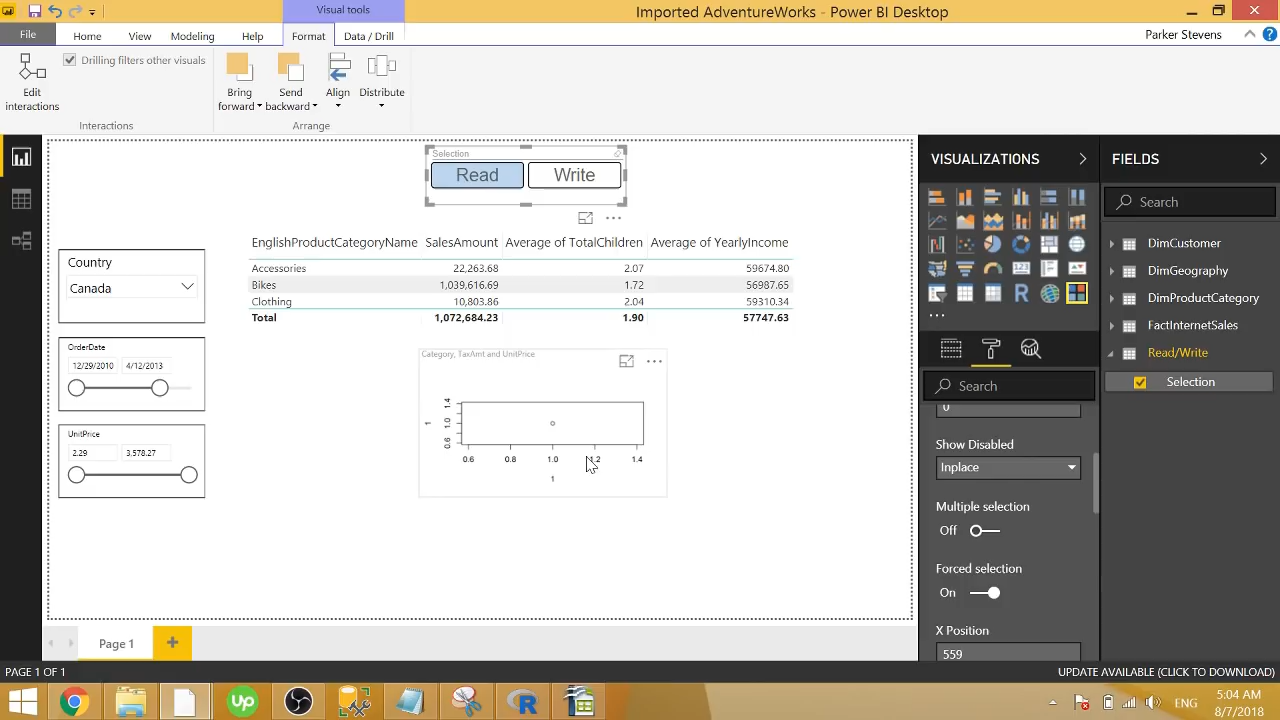 Visual tools
Imported AdventureWorks - Power BI Desktop
File Home View Modeling Help Format Data / Drill
Parker Stevens
Edit interactions
Drilling filters other visuals
Bring forward
Send backward
Align
Distribute
Interactions
Arrange
Selection
Read Write
Country
Canada
OrderDate
12/29/2010 4/12/2013
UnitPrice
2.29 3,578.27
EnglishProductCategoryName SalesAmount Average of TotalChildren Average of YearlyIncome
Accessories 22,263.68 2.07 59674.80
Bikes 1,039,616.69 1.72 56987.65
Clothing 10,803.86 2.04 59310.34
Total 1,072,684.23 1.90 57747.63
Category, TaxAmt and UnitPrice
1.4
1.0
0.6
1
0.6 0.8 1.0 1.2 1.4
1
VISUALIZATIONS
R
Search
0
Show Disabled
Inplace
Multiple selection
Off
Forced selection
On
X Position
559
FIELDS
Search
DimCustomer
DimGeography
DimProductCategory
FactInternetSales
Read/Write
Selection
Page 1
PAGE 1 OF 1
UPDATE AVAILABLE (CLICK TO DOWNLOAD)
up
R
ENG
5:04 AM
8/7/2018